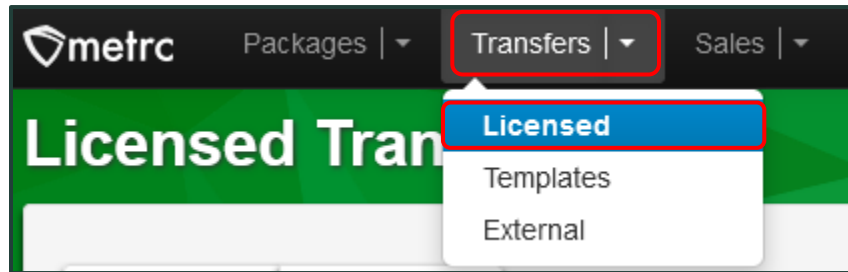 metrc Packages | Transfers | Sales |
Licensed Tran
Licensed
Templates
External